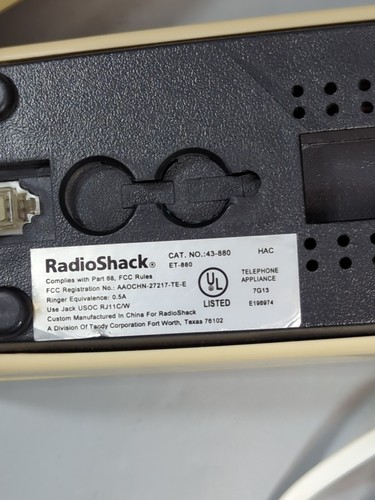 RadioShack® CAT. NO.:43-880 HAC
ET-880
Complies with Part 68, FCC Rules
FCC Registration No.: AAOCHN-27217-TE-E
Ringer Equivalence: 0.5A
Use Jack USOC RJ11C/W
Custom Manufactured In China For RadioShack
A Division Of Tandy Corporation Fort Worth, Texas 76102
UL
LISTED
TELEPHONE
APPLIANCE
7G13
E198974